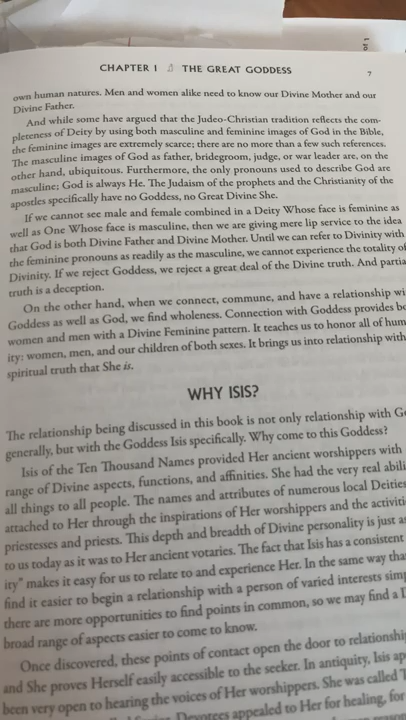 CHAPTER I THE GREAT GODDESS 7
own human natures. Men and women alike need to know our Divine Mother and our
Divine Father.
And while some have argued that the Judeo-Christian tradition reflects the com-
pleteness of Deity by using both masculine and feminine images of God in the Bible,
the feminine images are extremely scarce; there are no more than a few such references.
The masculine images of God as father, bridegroom, judge, or war leader are, on the
other hand, ubiquitous. Furthermore, the only pronouns used to describe God are
masculine; God is always He. The Judaism of the prophets and the Christianity of the
apostles specifically have no Goddess, no Great Divine She.
If we cannot see male and female combined in a Deity Whose face is feminine as
well as One Whose face is masculine, then we are giving mere lip service to the idea
that God is both Divine Father and Divine Mother. Until we can refer to Divinity with
the feminine pronouns as readily as the masculine, we cannot experience the totality of
Divinity. If we reject Goddess, we reject a great deal of the Divine truth. And partia
truth is a deception.
On the other hand, when we connect, commune, and have a relationship wi
Goddess as well as God, we find wholeness. Connection with Goddess provides bo
women and men with a Divine Feminine pattern. It teaches us to honor all of hum
ity: women, men, and our children of both sexes. It brings us into relationship with
spiritual truth that She is.
WHY ISIS?
The relationship being discussed in this book is not only relationship with Go
generally, but with the Goddess Isis specifically. Why come to this Goddess?
Isis of the Ten Thousand Names provided Her ancient worshippers with
range of Divine aspects, functions, and affinities. She had the very real abili
all things to all people. The names and attributes of numerous local Deities
attached to Her through the inspirations of Her worshippers and the activiti
priestesses and priests. This depth and breadth of Divine personality is just as
to us today as it was to Her ancient votaries. The fact that Isis has a consistent
ity" makes it easy for us to relate to and experience Her. In the same way tha
find it easier to begin a relationship with a person of varied interests simp
there are more opportunities to find points in common, so we may find a D
broad range of aspects easier to come to know.
Once discovered, these points of contact open the door to relationshi
and She proves Herself easily accessible to the seeker. In antiquity, Isis ap
been very open to hearing the voices of Her worshippers. She was called T
Devotees appealed to Her for healing, for